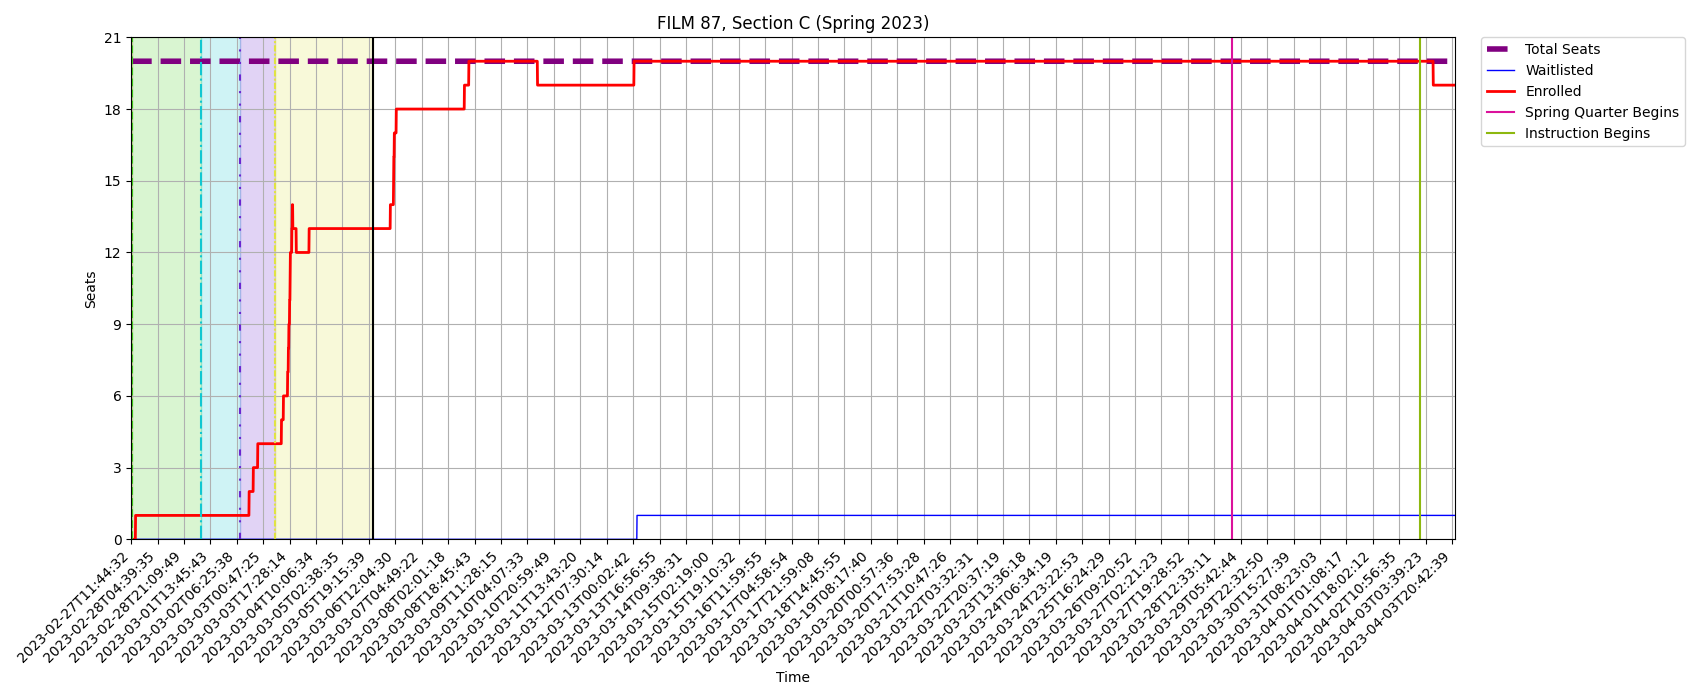 FILM 87, Section C (Spring 2023)
Total Seats
Waitlisted
Enrolled
Spring Quarter Begins
Instruction Begins
Seats
21
18
15
12
9
6
3
0
2023-02-27T11:44:32
2023-02-28T04:39:35
2023-02-28T21:09:49
2023-03-01T13:45:43
2023-03-02T06:25:38
2023-03-03T00:47:25
2023-03-03T17:28:14
2023-03-04T10:06:34
2023-03-05T02:38:35
2023-03-05T19:15:39
2023-03-06T12:04:30
2023-03-07T04:49:22
2023-03-08T02:01:18
2023-03-08T18:45:43
2023-03-09T11:28:15
2023-03-10T04:07:33
2023-03-10T20:59:49
2023-03-11T13:43:20
2023-03-12T07:30:14
2023-03-13T00:02:42
2023-03-13T16:56:55
2023-03-14T09:38:31
2023-03-15T02:19:00
2023-03-15T19:10:32
2023-03-16T11:59:55
2023-03-17T04:58:54
2023-03-17T21:59:08
2023-03-18T14:45:55
2023-03-19T08:17:40
2023-03-20T00:57:36
2023-03-20T17:53:28
2023-03-21T10:47:26
2023-03-22T03:32:31
2023-03-22T20:37:19
2023-03-23T13:36:18
2023-03-24T06:34:19
2023-03-24T23:22:53
2023-03-25T16:24:29
2023-03-26T09:20:52
2023-03-27T02:21:23
2023-03-27T19:28:52
2023-03-28T12:33:11
2023-03-29T05:42:44
2023-03-29T22:32:50
2023-03-30T15:27:39
2023-03-31T08:23:03
2023-04-01T01:08:17
2023-04-01T18:02:12
2023-04-02T10:56:35
2023-04-03T03:39:23
2023-04-03T20:42:39
Time